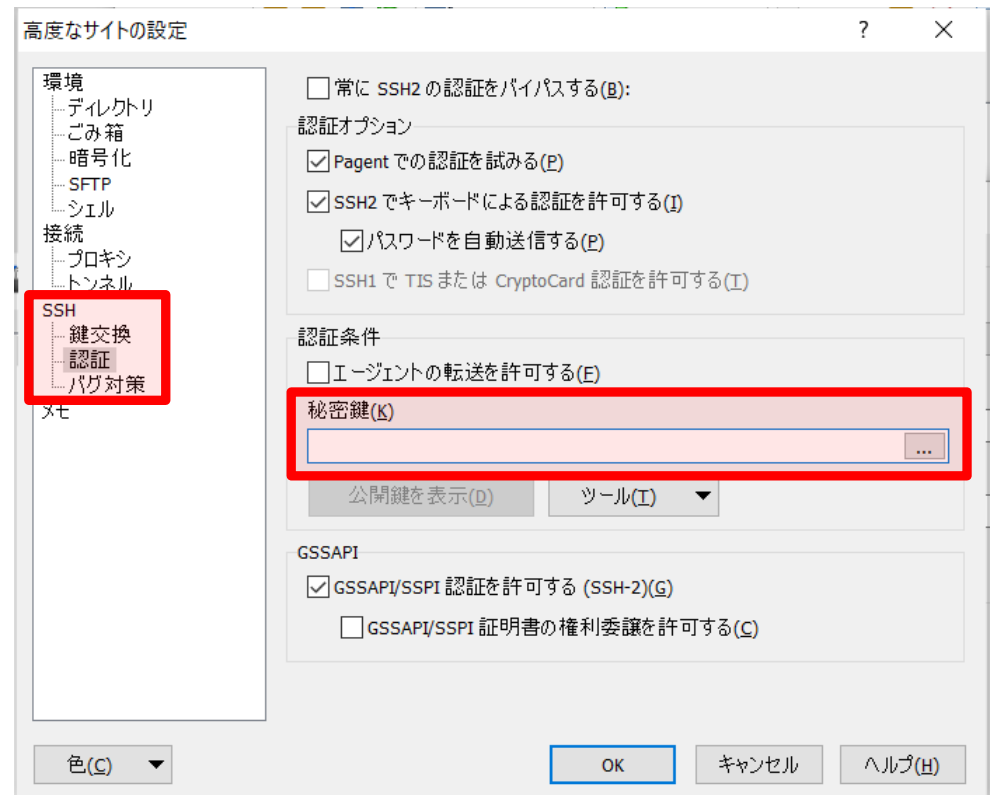 高度なサイトの設定
?
×
環境
ディレクトリ
ごみ箱
暗号化
SFTP
シェル
接続
プロキシ
トンネル
SSH
鍵交換
認証
バグ対策
メモ
常に SSH2 の認証をバイパスする(B):
認証オプション
Pagent での認証を試みる(P)
SSH2 でキーボードによる認証を許可する(I)
パスワードを自動送信する(P)
SSH1 で TIS または CryptoCard 認証を許可する(T)
認証条件
エージェントの転送を許可する(F)
秘密鍵(K)
...
公開鍵を表示(D)
ツール(T)
GSSAPI
GSSAPI/SSPI 認証を許可する (SSH-2)(G)
GSSAPI/SSPI 証明書の権利委譲を許可する(C)
色(C)
OK
キャンセル
ヘルプ(H)